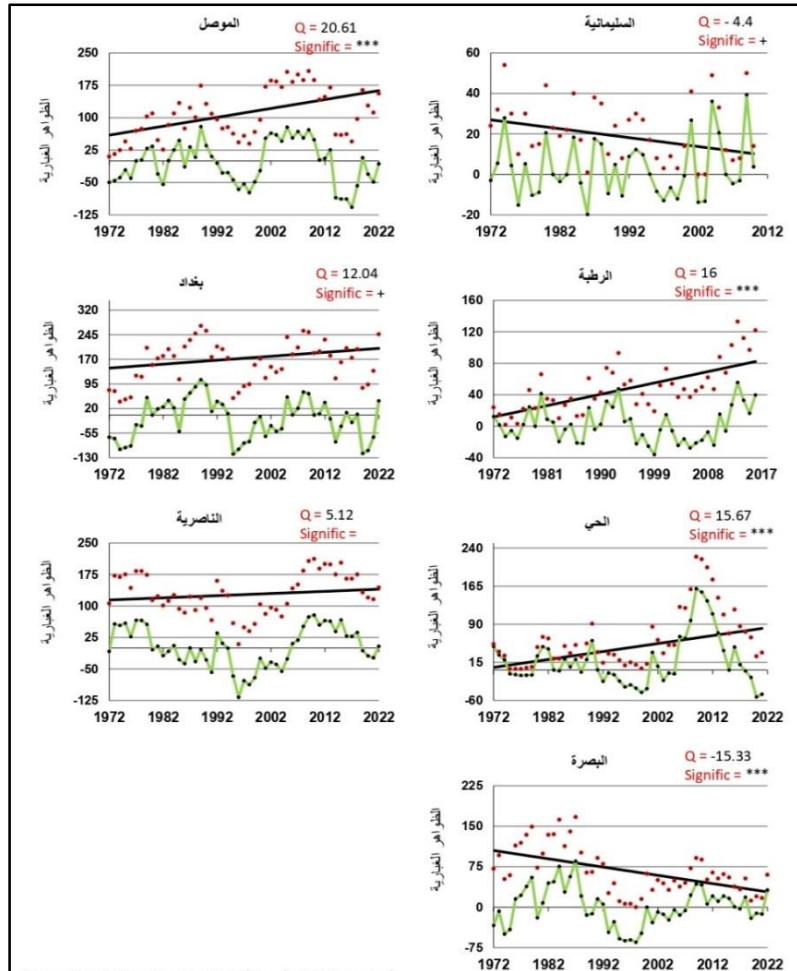 الموصل
Q = 20.61
Signific = ***
الظواهر الغبارية
250
175
100
25
-50
-125
1972
1982
1992
2002
2012
2022
السليمانية
Q = - 4.4
Signific = +
الظواهر الغبارية
60
40
20
0
-20
1972
1982
1992
2002
2012
بغداد
Q = 12.04
Signific = +
الظواهر الغبارية
320
245
170
95
20
-55
-130
1972
1982
1992
2002
2012
2022
الرطبة
Q = 16
Signific = ***
الظواهر الغبارية
160
120
80
40
0
-40
1972
1981
1990
1999
2008
2017
الناصرية
Q = 5.12
Signific =
الظواهر الغبارية
250
175
100
25
-50
-125
1972
1982
1992
2002
2012
2022
الحي
Q = 15.67
Signific = ***
الظواهر الغبارية
240
165
90
15
-60
1972
1982
1992
2002
2012
2022
البصرة
Q = -15.33
Signific = ***
الظواهر الغبارية
225
150
75
0
-75
1972
1982
1992
2002
2012
2022